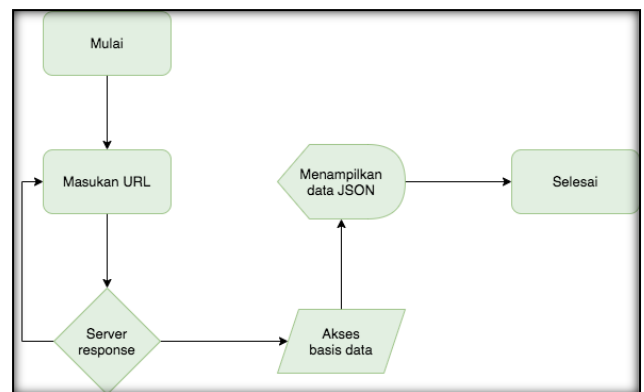 Mulai
Masukan URL
Server
response
Akses
basis data
Menampilkan
data JSON
Selesai